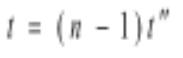 t = (n − 1)t″